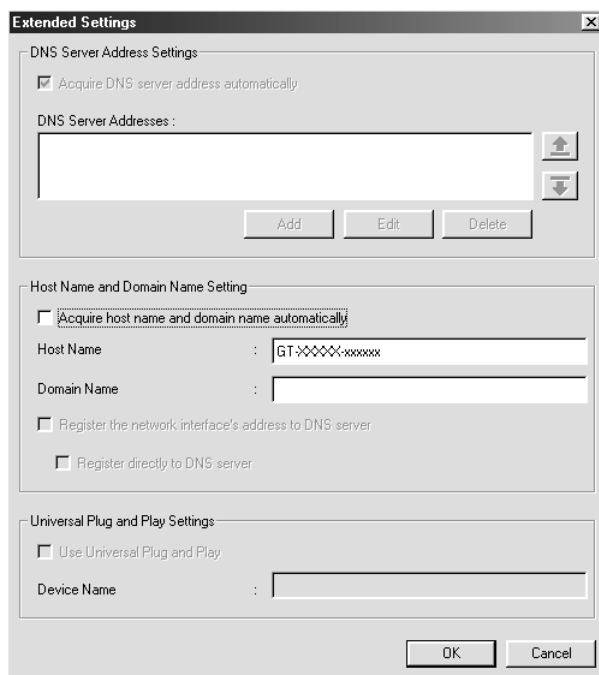 Extended Settings
DNS Server Address Settings
Acquire DNS server address automatically
DNS Server Addresses :
Add Edit Delete
Host Name and Domain Name Setting
Acquire host name and domain name automatically
Host Name : GT-XXXXX-xxxxxx
Domain Name :
Register the network interface's address to DNS server
Register directly to DNS server
Universal Plug and Play Settings
Use Universal Plug and Play
Device Name :
OK Cancel